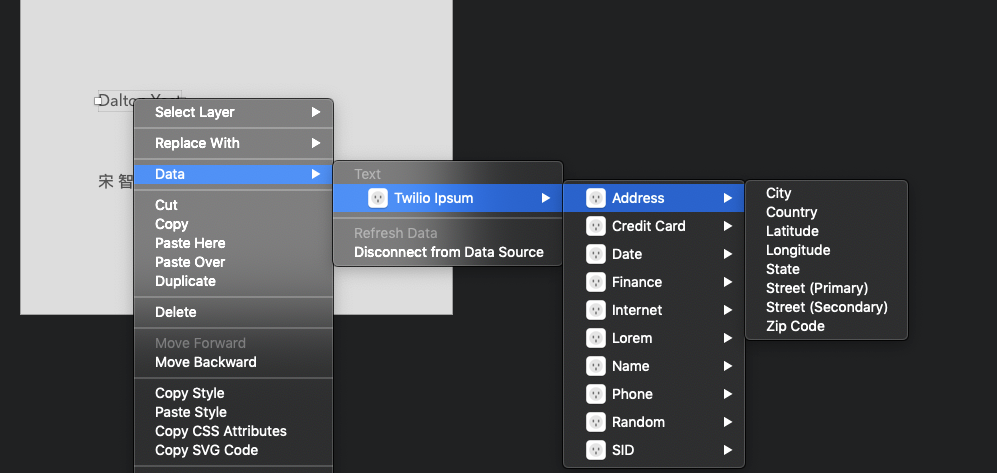 Select Layer
Replace With
Data
Cut
Copy
Paste Here
Paste Over
Duplicate
Delete
Move Forward
Move Backward
Copy Style
Paste Style
Copy CSS Attributes
Copy SVG Code
Text
Twilio Ipsum
Refresh Data
Disconnect from Data Source
Address
Credit Card
Date
Finance
Internet
Lorem
Name
Phone
Random
SID
City
Country
Latitude
Longitude
State
Street (Primary)
Street (Secondary)
Zip Code
宋 智